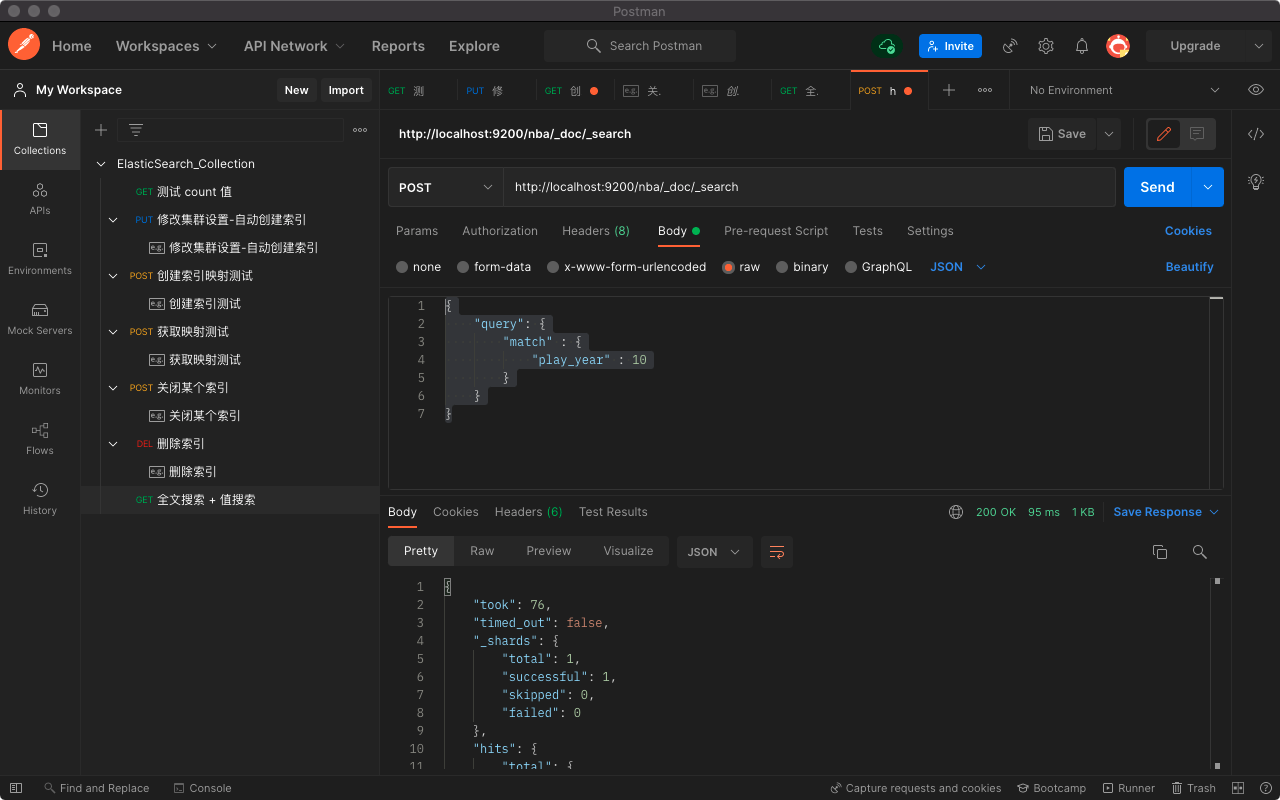 Postman
Home Workspaces API Network Reports Explore Search Postman Invite Upgrade
My Workspace New Import GET 测 PUT 修 GET 创 e.g. 关. e.g. 创. GET 全. POST h No Environment
http://localhost:9200/nba/_doc/_search Save
POST http://localhost:9200/nba/_doc/_search Send
Params Authorization Headers (8) Body Pre-request Script Tests Settings Cookies
none form-data x-www-form-urlencoded raw binary GraphQL JSON Beautify
1 {
2 "query": {
3 "match" : {
4 "play_year" : 10
5 }
6 }
7 }
Collections
APIs
Environments
Mock Servers
Monitors
Flows
History
ElasticSearch_Collection
GET 测试 count 值
PUT 修改集群设置-自动创建索引
e.g. 修改集群设置-自动创建索引
POST 创建索引映射测试
e.g. 创建索引测试
POST 获取映射测试
e.g. 获取映射测试
POST 关闭某个索引
e.g. 关闭某个索引
DEL 删除索引
e.g. 删除索引
GET 全文搜索 + 值搜索
Body Cookies Headers (6) Test Results 200 OK 95 ms 1 KB Save Response
Pretty Raw Preview Visualize JSON
1 {
2 "took": 76,
3 "timed_out": false,
4 "_shards": {
5 "total": 1,
6 "successful": 1,
7 "skipped": 0,
8 "failed": 0
9 },
10 "hits": {
11 "total": {
Find and Replace Console Capture requests and cookies Bootcamp Runner Trash